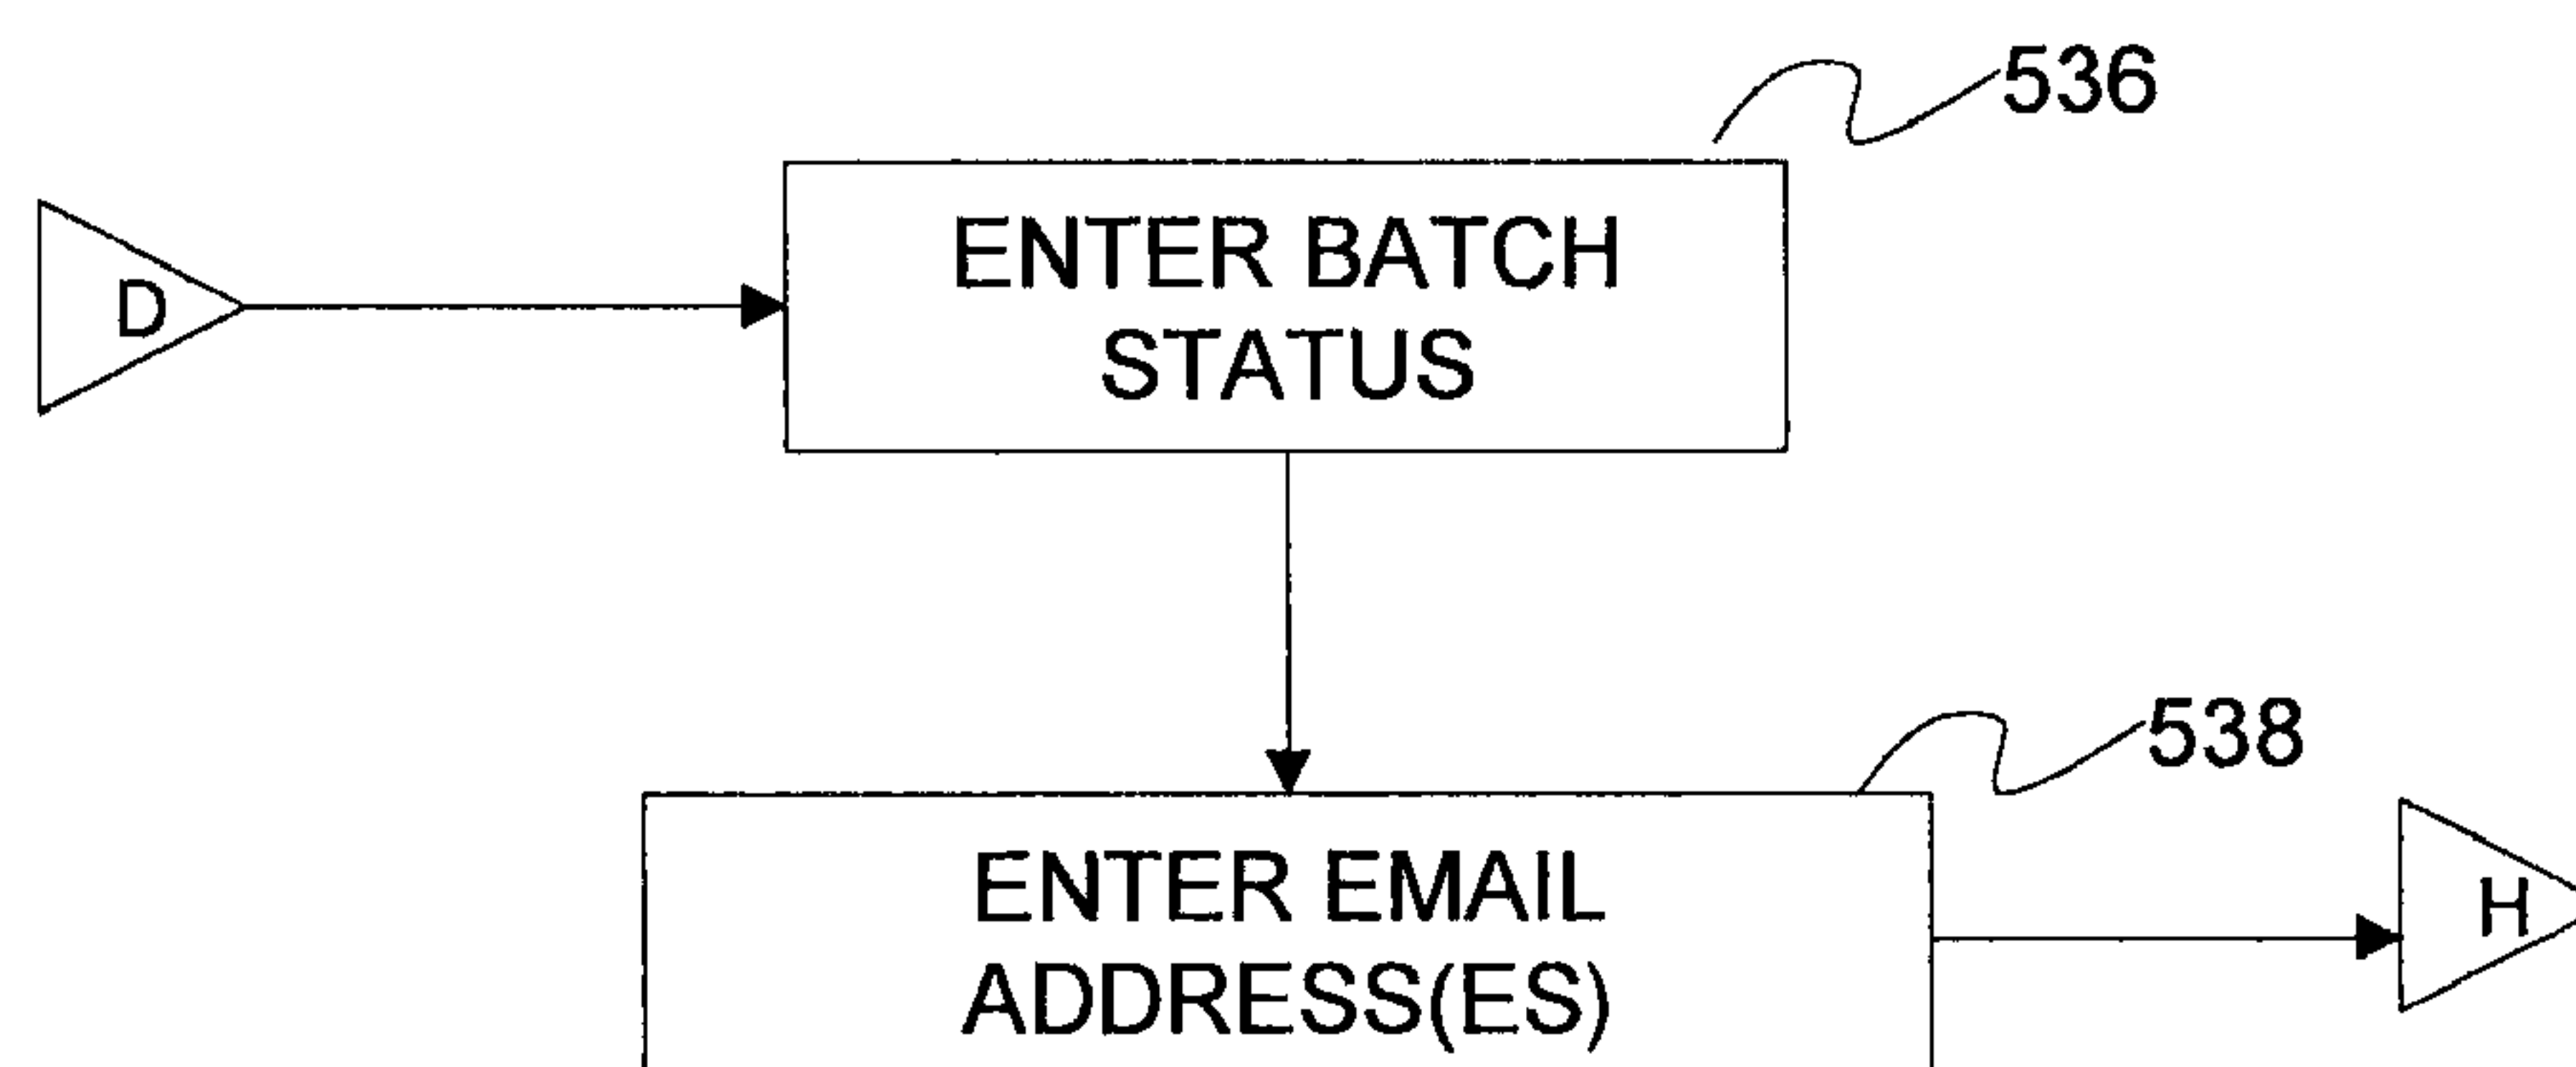 536
D
ENTER BATCH
STATUS
538
ENTER EMAIL
ADDRESS(ES)
H